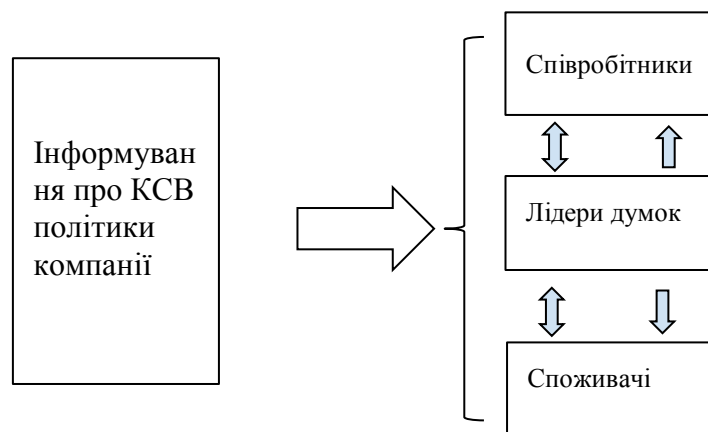 Інформуван
ня про КСВ
політики
компанії
Співробітники
Лідери думок
Споживачі